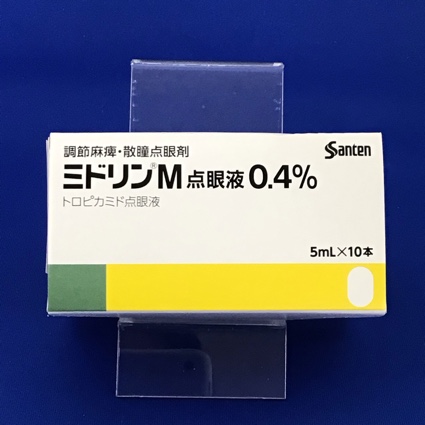 Santen
調節麻痺・散瞳点眼剤
ミドリン®M点眼液0.4%
トロピカミド点眼液
5mL×10本